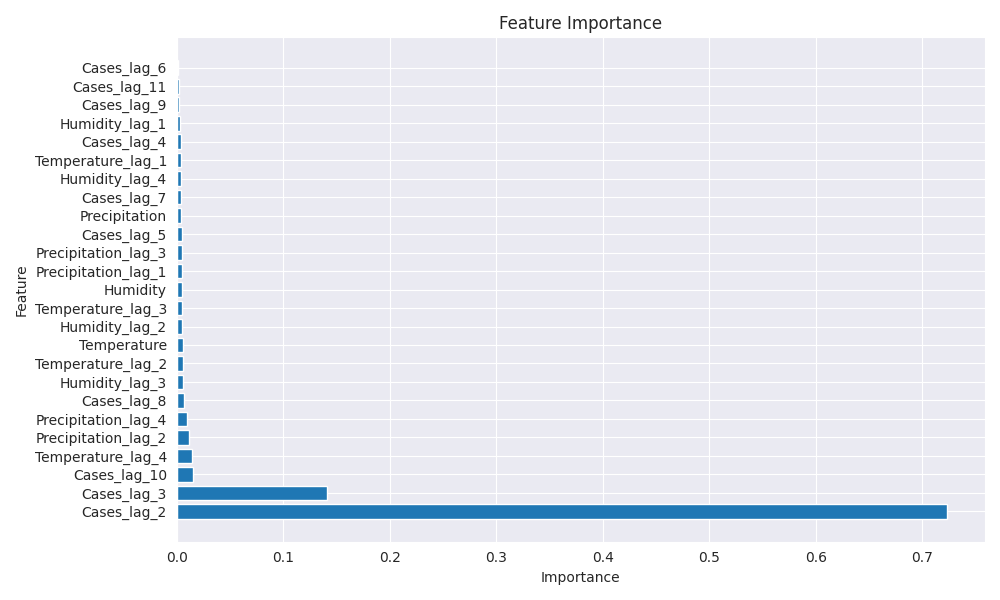 Feature Importance
Cases_lag_6
Cases_lag_11
Cases_lag_9
Humidity_lag_1
Cases_lag_4
Temperature_lag_1
Humidity_lag_4
Cases_lag_7
Precipitation
Cases_lag_5
Precipitation_lag_3
Precipitation_lag_1
Humidity
Temperature_lag_3
Humidity_lag_2
Temperature
Temperature_lag_2
Humidity_lag_3
Cases_lag_8
Precipitation_lag_4
Precipitation_lag_2
Temperature_lag_4
Cases_lag_10
Cases_lag_3
Cases_lag_2
Feature
0.0 0.1 0.2 0.3 0.4 0.5 0.6 0.7
Importance